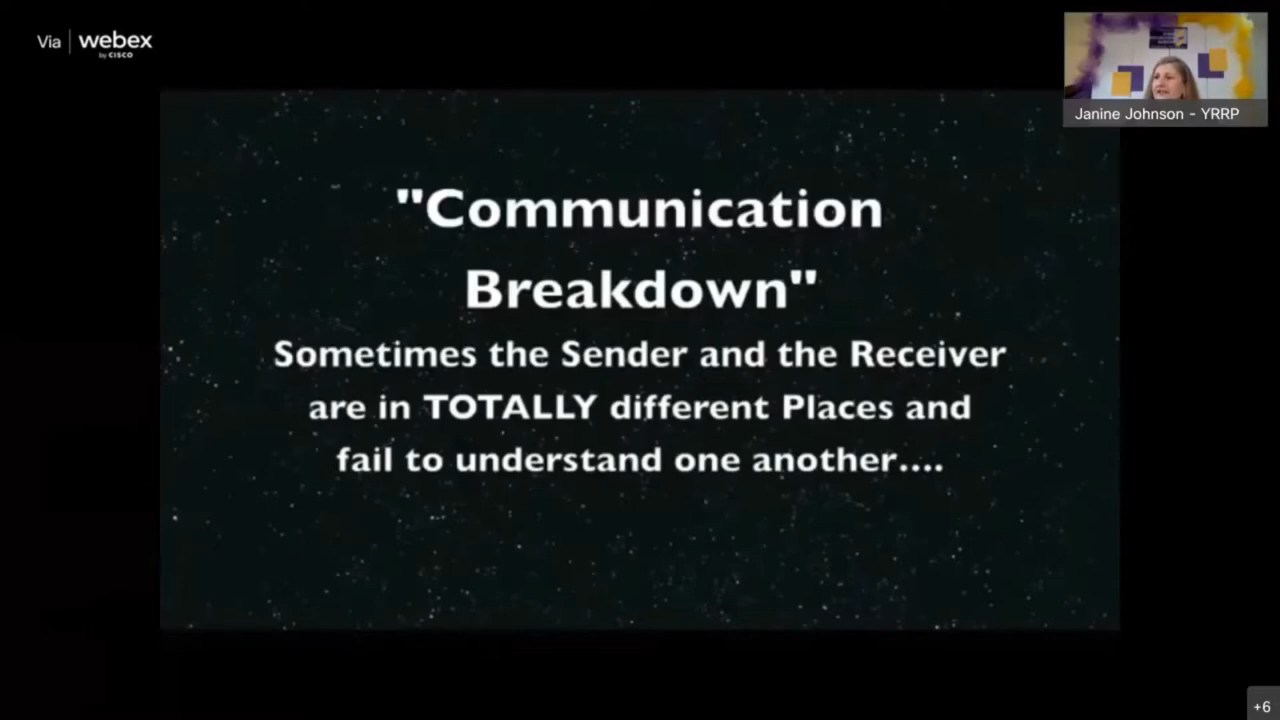 Via webex
by CISCO
Janine Johnson - YRRP
"Communication
Breakdown"
Sometimes the Sender and the Receiver
are in TOTALLY different Places and
fail to understand one another....
+6